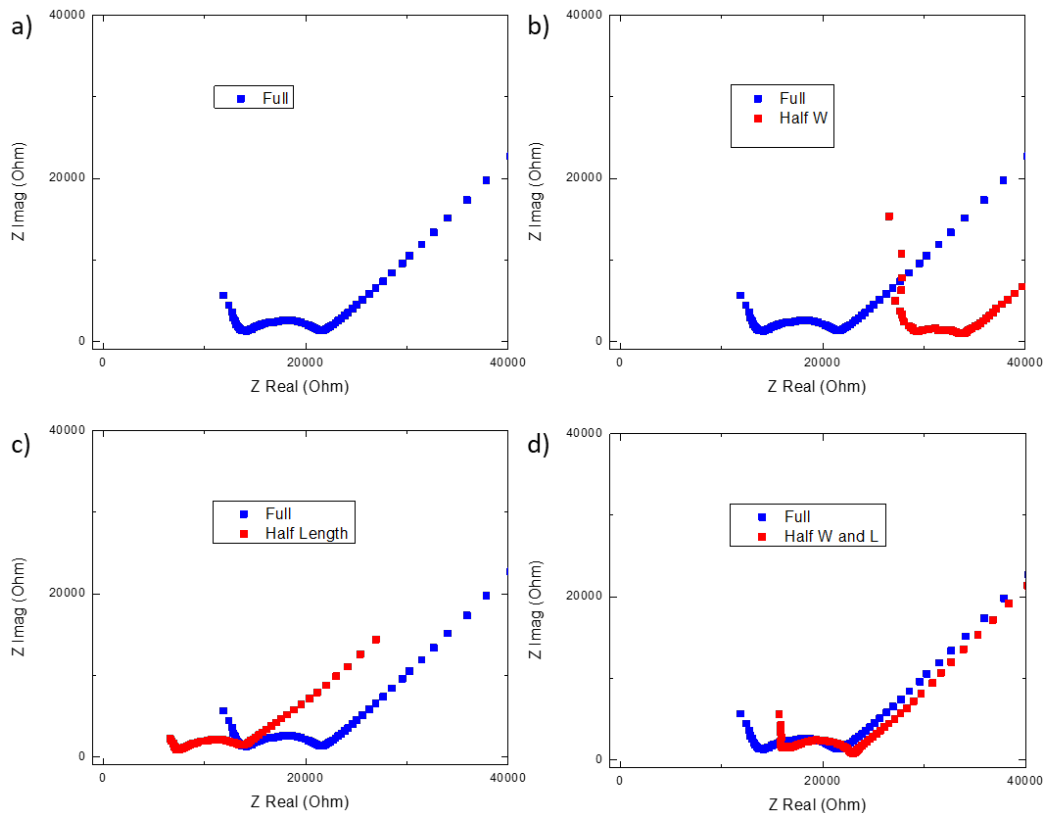 a)
40000
20000
0
Z Imag (Ohm)
Full
0
20000
40000
Z Real (Ohm)
b)
40000
20000
0
Z Imag (Ohm)
Full
Half W
0
20000
40000
Z Real (Ohm)
c)
40000
20000
0
Z Imag (Ohm)
Full
Half Length
0
20000
40000
Z Real (Ohm)
d)
40000
20000
0
Z Imag (Ohm)
Full
Half W and L
0
20000
40000
Z Real (Ohm)